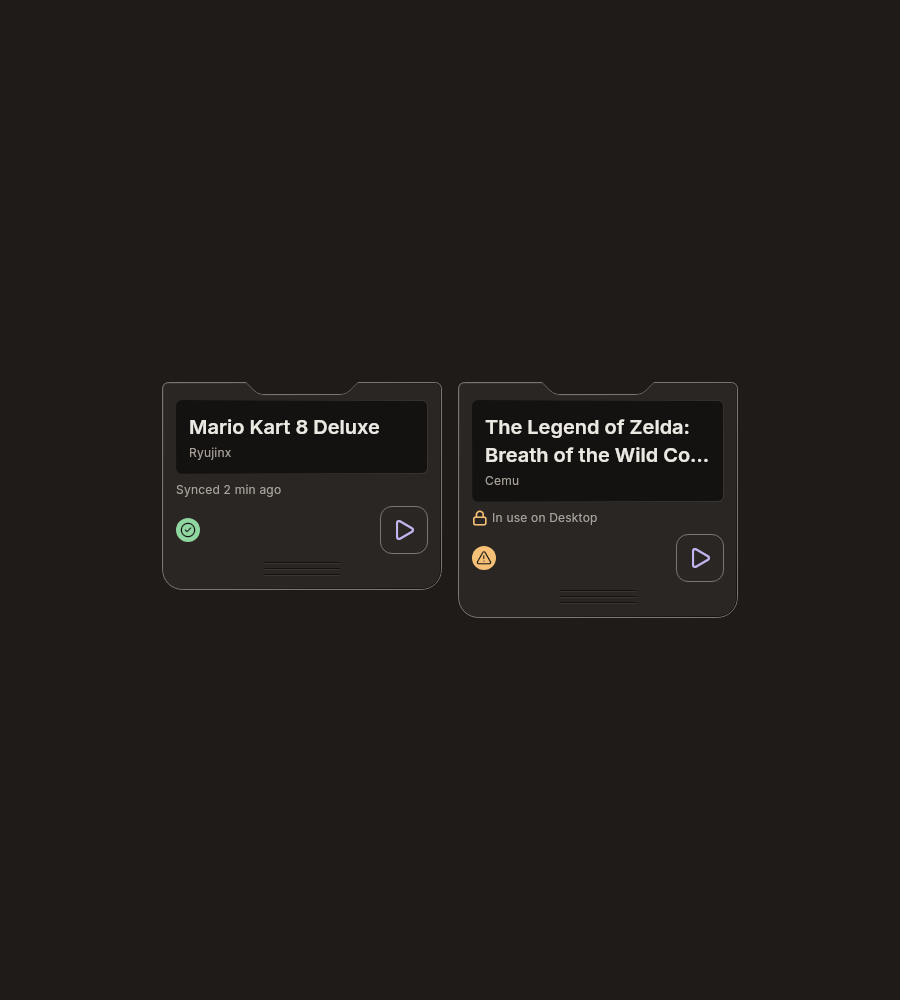 Mario Kart 8 Deluxe
Ryujinx
Synced 2 min ago
The Legend of Zelda:
Breath of the Wild Co...
Cemu
In use on Desktop